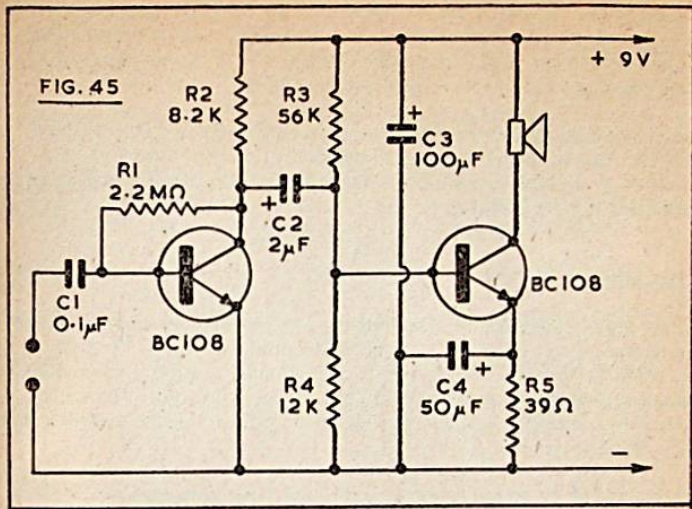 FIG. 45
+ 9V
R2
8.2K
R3
56K
+
C3
100µF
R1
2.2MΩ
+
C2
2µF
C1
0.1µF
BC108
BC108
R4
12K
C4
50µF
+
R5
39Ω
−